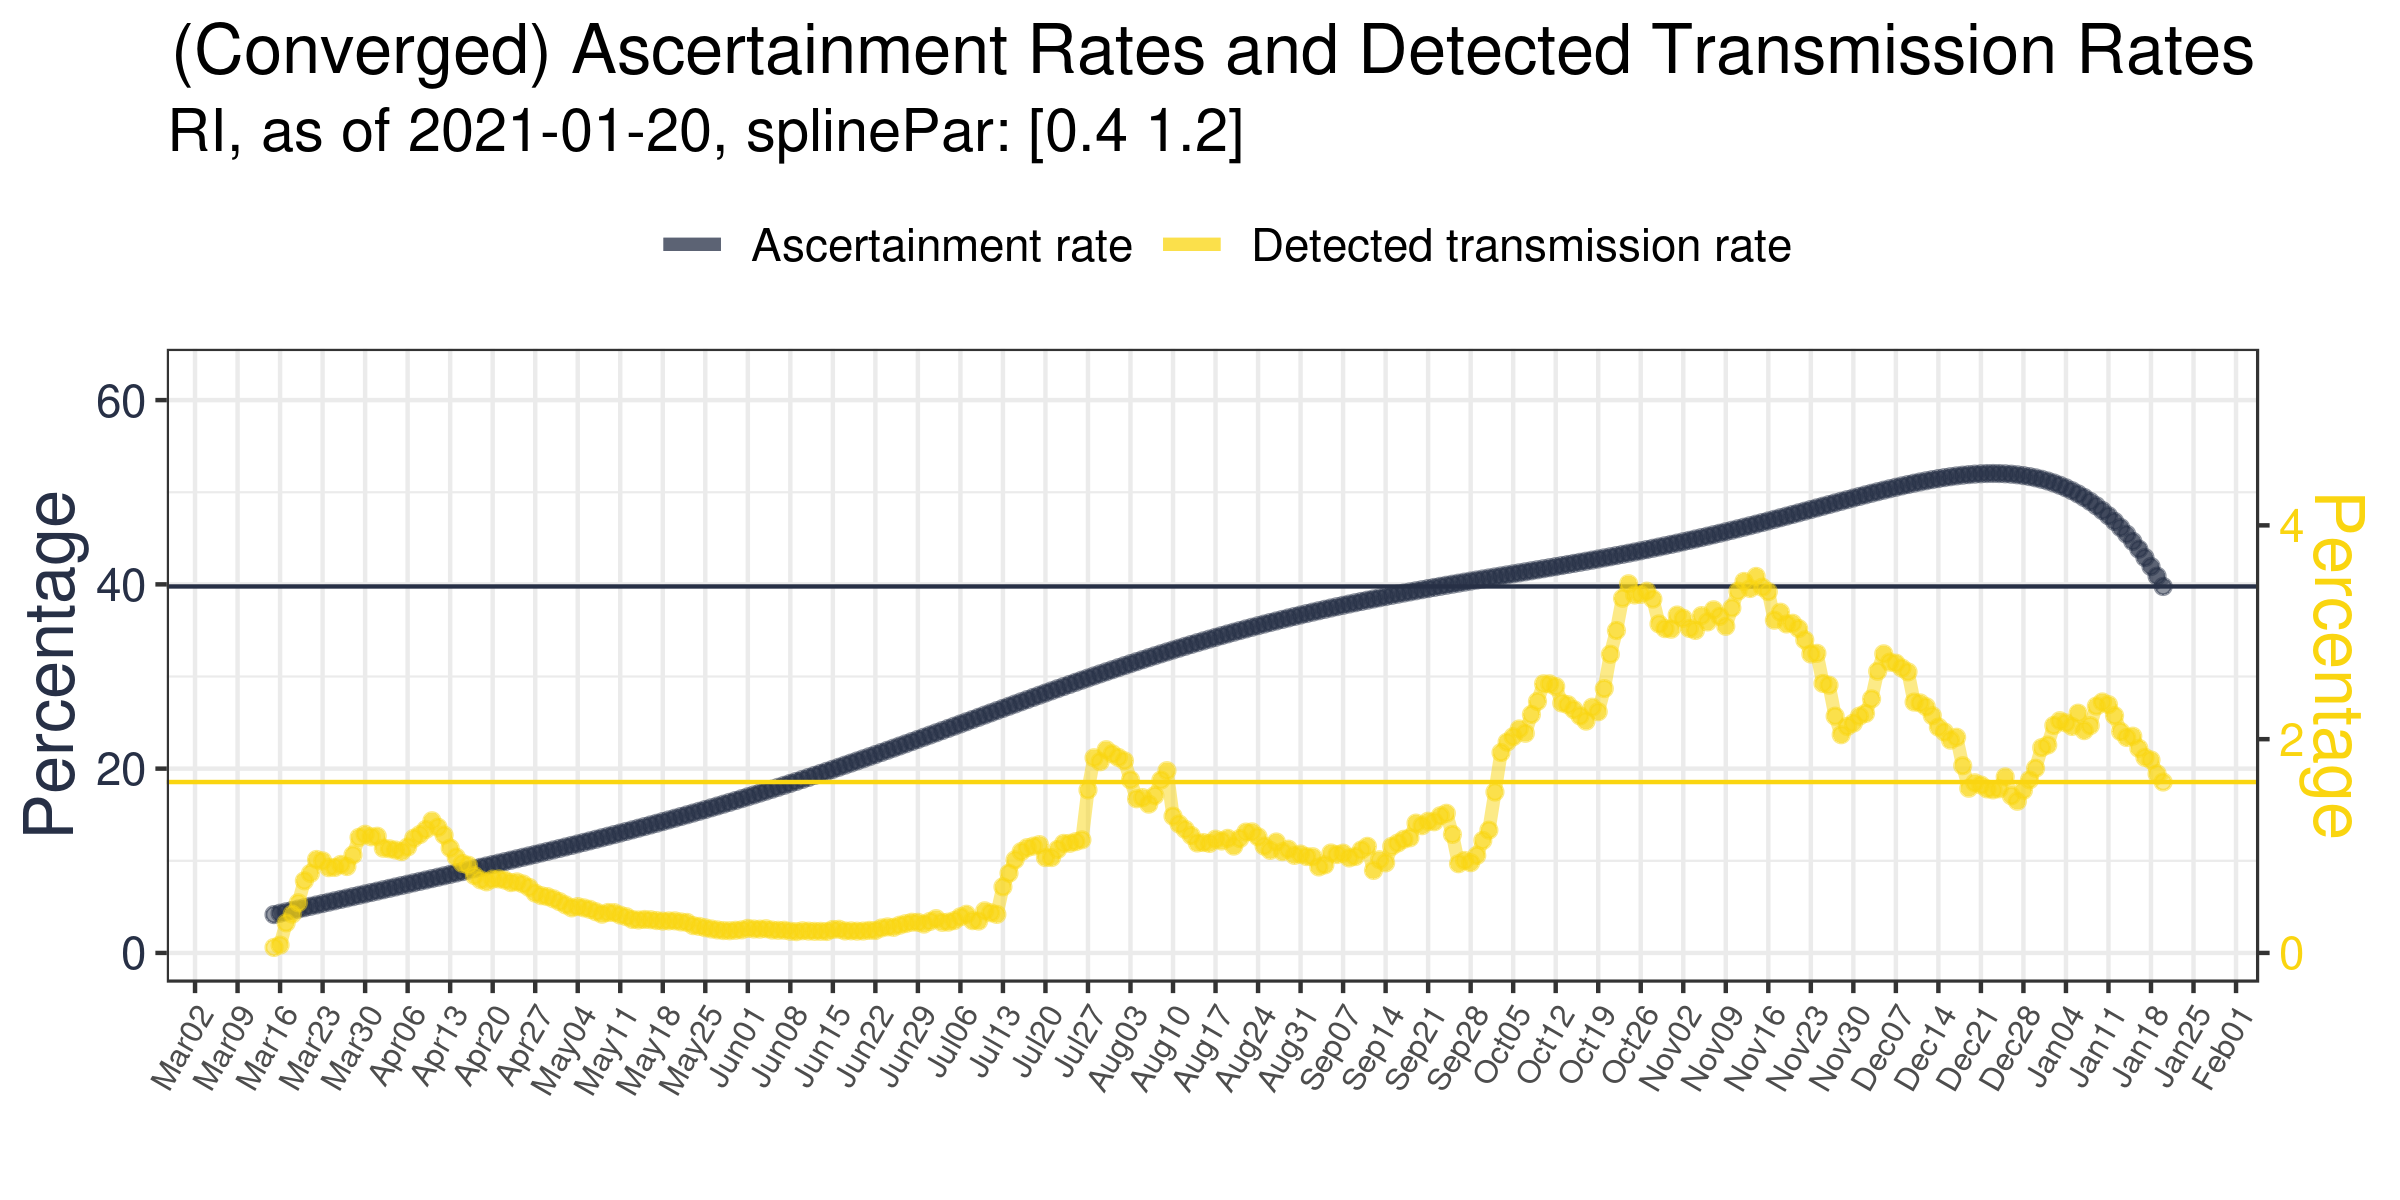 (Converged) Ascertainment Rates and Detected Transmission Rates
RI, as of 2021-01-20, splinePar: [0.4 1.2]
Ascertainment rate
Detected transmission rate
Percentage
60
40
20
0
4
2
0
Percentage
Mar02
Mar09
Mar16
Mar23
Mar30
Apr06
Apr13
Apr20
Apr27
May04
May11
May18
May25
Jun01
Jun08
Jun15
Jun22
Jun29
Jul06
Jul13
Jul20
Jul27
Aug03
Aug10
Aug17
Aug24
Aug31
Sep07
Sep14
Sep21
Sep28
Oct05
Oct12
Oct19
Oct26
Nov02
Nov09
Nov16
Nov23
Nov30
Dec07
Dec14
Dec21
Dec28
Jan04
Jan11
Jan18
Jan25
Feb01